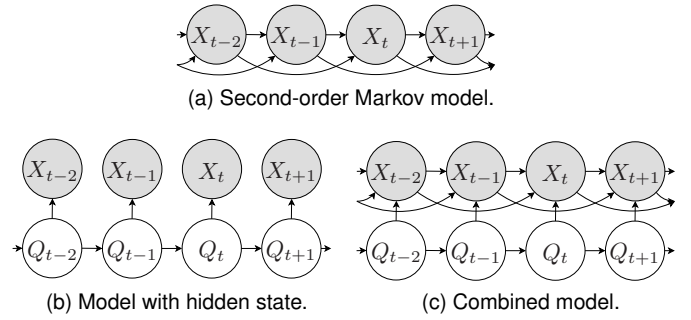 X_{t−2} X_{t−1} X_t X_{t+1}
(a) Second-order Markov model.
X_{t−2} X_{t−1} X_t X_{t+1} X_{t−2} X_{t−1} X_t X_{t+1}
Q_{t−2} Q_{t−1} Q_t Q_{t+1} Q_{t−2} Q_{t−1} Q_t Q_{t+1}
(b) Model with hidden state. (c) Combined model.